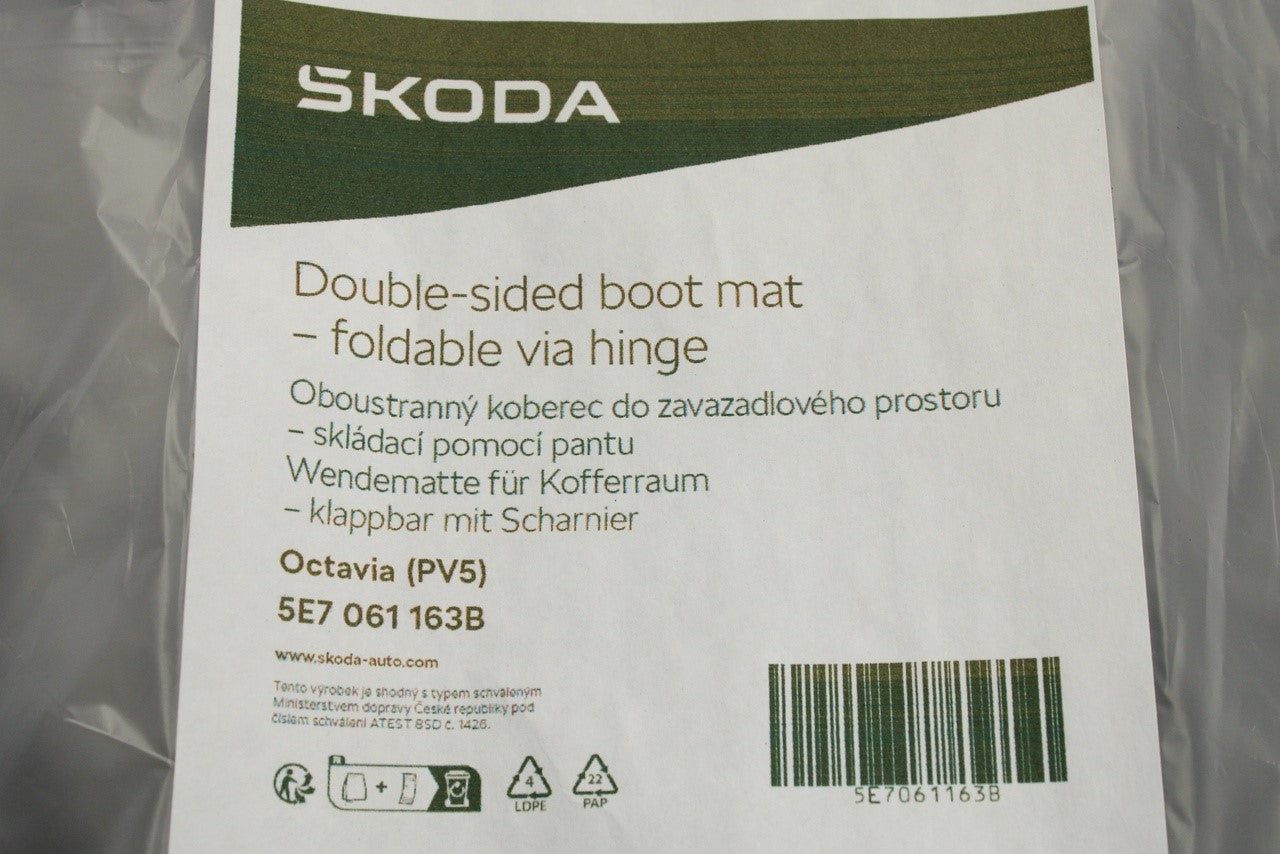 ŠKODA
Double-sided boot mat
– foldable via hinge
Oboustranný koberec do zavazadlového prostoru
– skládací pomocí pantu
Wendematte für Kofferraum
– klappbar mit Scharnier
Octavia (PV5)
5E7 061 163B
www.skoda-auto.com
Tento výrobek je shodný s typem schváleným
Ministerstvem dopravy České republiky pod
číslem schválení ATEST 8SD č. 1426.
+
4
LDPE
22
PAP
5E7061163B